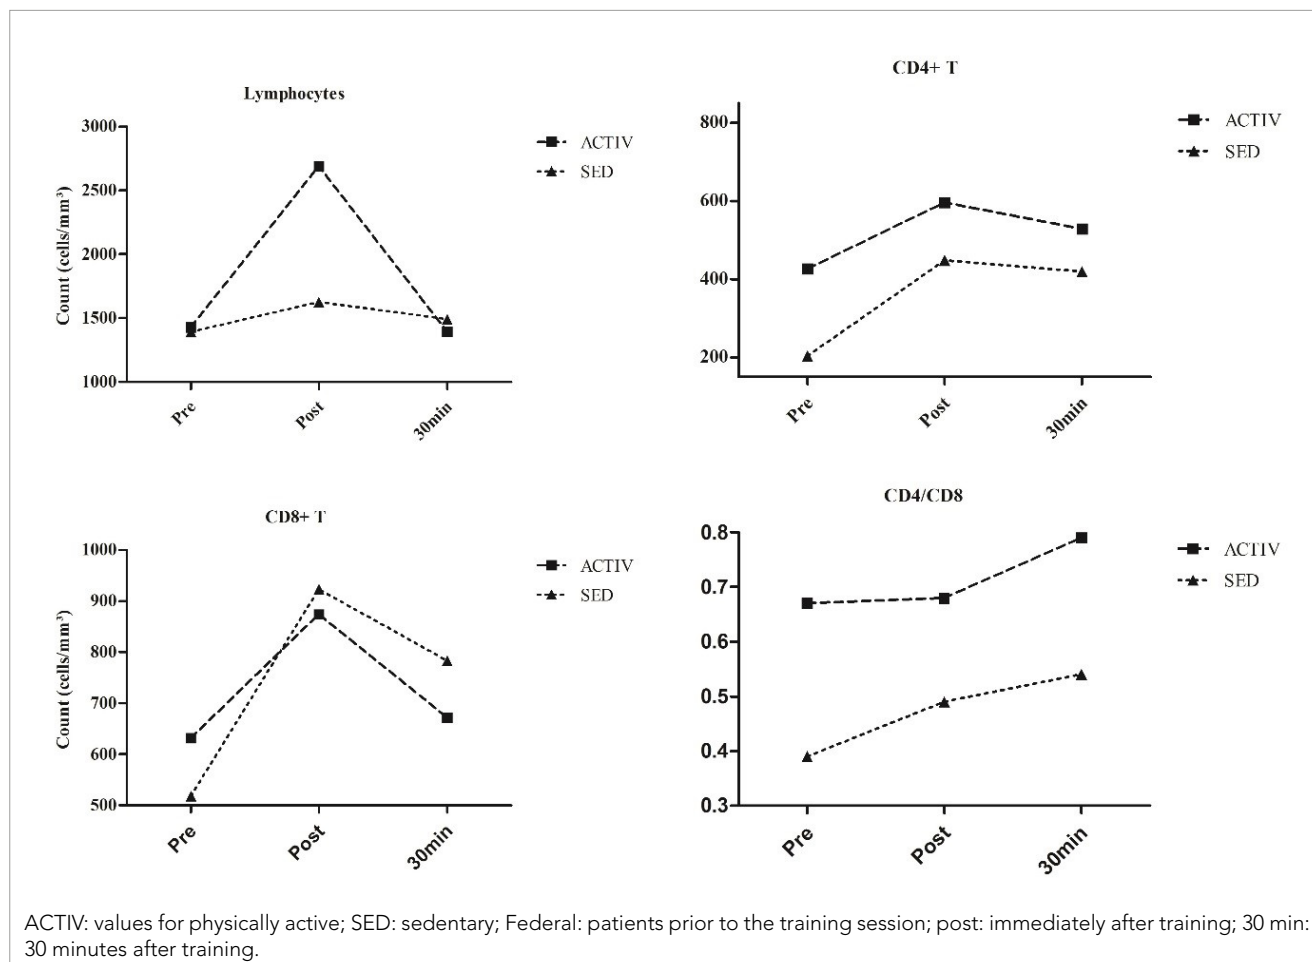 Lymphocytes
3000
2500
2000
1500
1000
Count (cells/mm³)
Pre
Post
30min
ACTIV
SED
CD4+ T
800
600
400
200
Pre
Post
30min
ACTIV
SED
CD8+ T
1000
900
800
700
600
500
Count (cells/mm³)
Pre
Post
30min
ACTIV
SED
CD4/CD8
0.8
0.7
0.6
0.5
0.4
0.3
Pre
Post
30min
ACTIV
SED
ACTIV: values for physically active; SED: sedentary; Federal: patients prior to the training session; post: immediately after training; 30 min:
30 minutes after training.